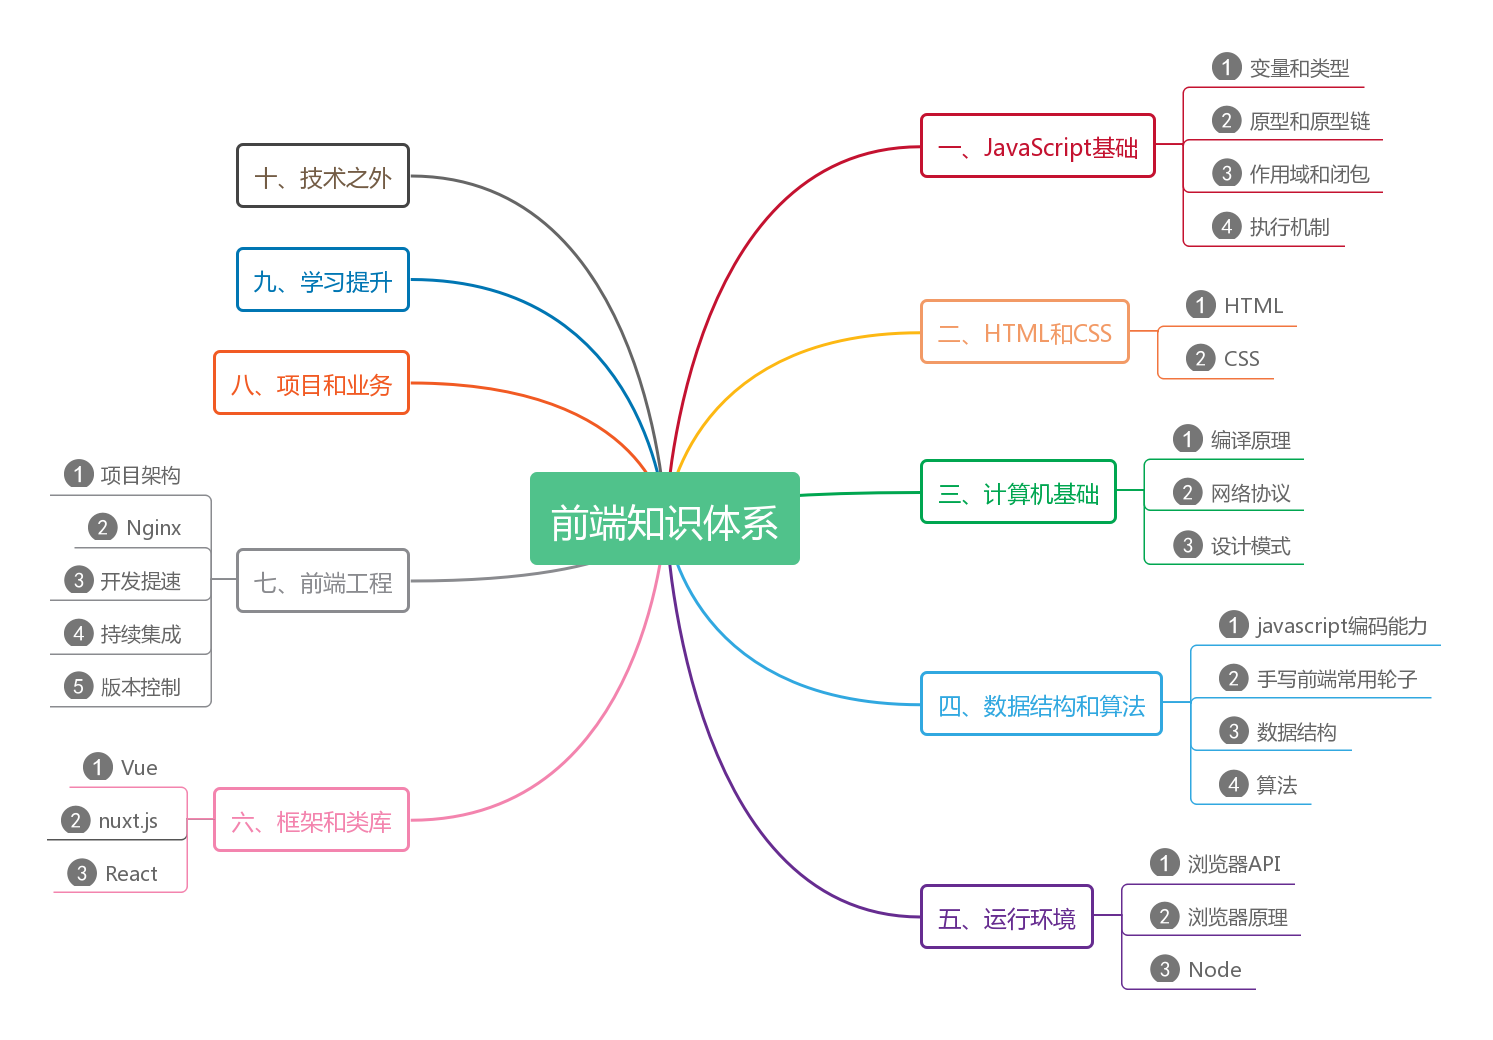 前端知识体系
一、JavaScript基础
1 变量和类型
2 原型和原型链
3 作用域和闭包
4 执行机制
二、HTML和CSS
1 HTML
2 CSS
三、计算机基础
1 编译原理
2 网络协议
3 设计模式
四、数据结构和算法
1 javascript编码能力
2 手写前端常用轮子
3 数据结构
4 算法
五、运行环境
1 浏览器API
2 浏览器原理
3 Node
六、框架和类库
1 Vue
2 nuxt.js
3 React
七、前端工程
1 项目架构
2 Nginx
3 开发提速
4 持续集成
5 版本控制
八、项目和业务
九、学习提升
十、技术之外